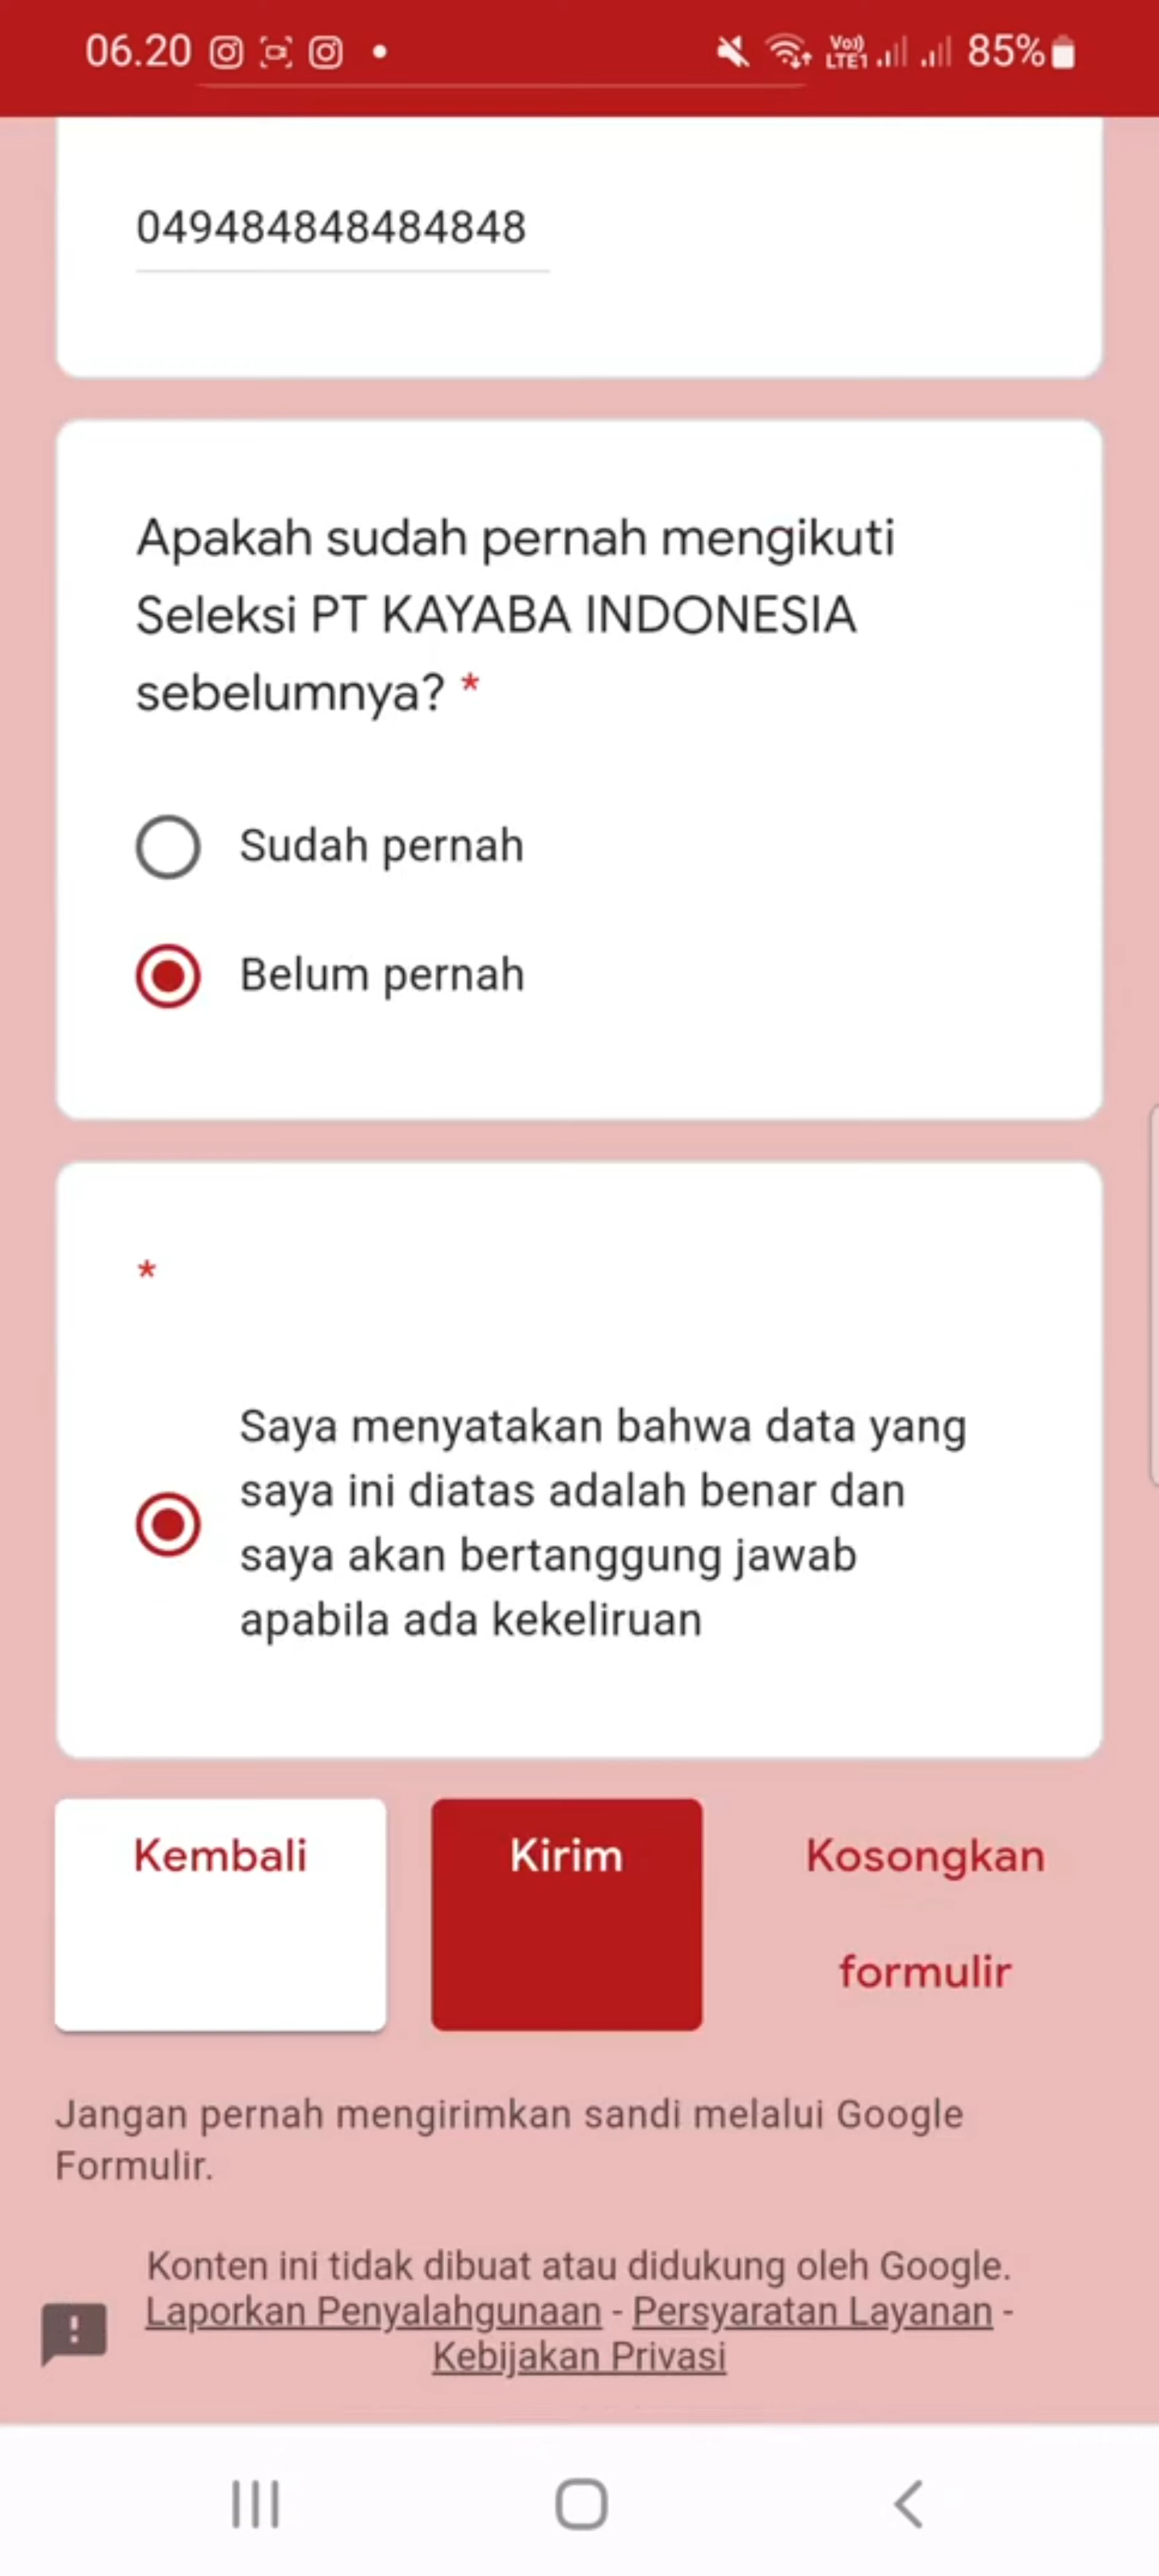 06.20 Vo)) LTE1 85%
049484848484848
Apakah sudah pernah mengikuti
Seleksi PT KAYABA INDONESIA
sebelumnya? *
Sudah pernah
Belum pernah
*
Saya menyatakan bahwa data yang
saya ini diatas adalah benar dan
saya akan bertanggung jawab
apabila ada kekeliruan
Kembali Kirim Kosongkan
formulir
Jangan pernah mengirimkan sandi melalui Google
Formulir.
Konten ini tidak dibuat atau didukung oleh Google.
Laporkan Penyalahgunaan - Persyaratan Layanan -
Kebijakan Privasi